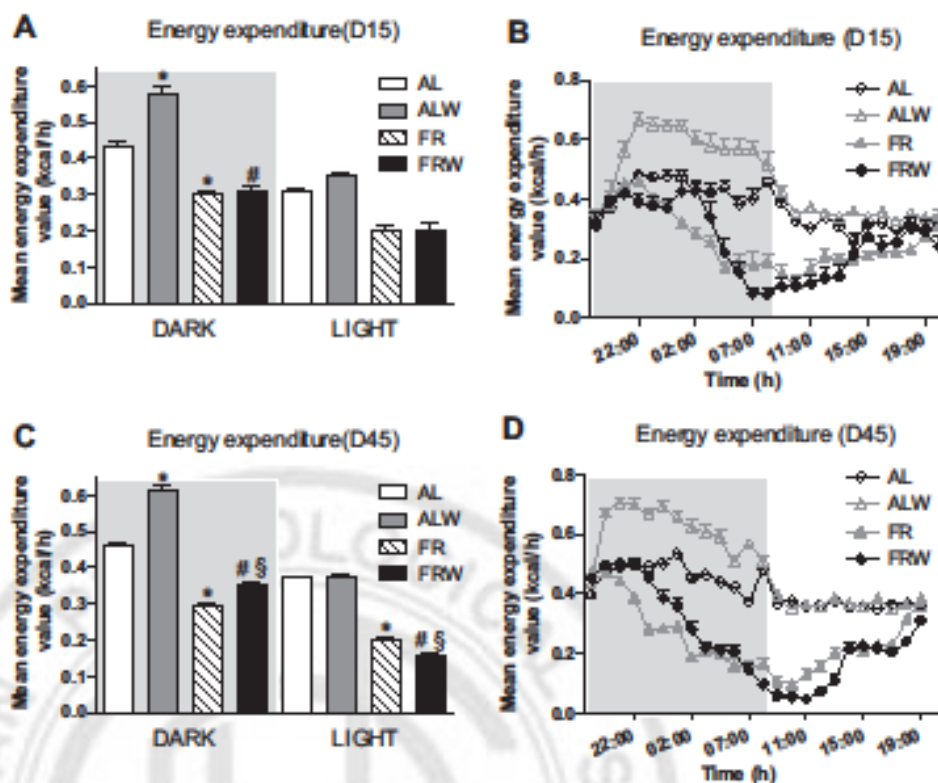 A
Energy expenditure(D15)
Mean energy expenditure
value (kcal/h)
0.6
0.5
0.4
0.3
0.2
0.1
0.0
*
*
#
AL
ALW
FR
FRW
DARK
LIGHT
B
Energy expenditure (D15)
Mean energy expenditure
value (kcal/h)
0.8
0.6
0.4
0.2
0.0
AL
ALW
FR
FRW
22:00
02:00
07:00
11:00
15:00
19:00
Time (h)
C
Energy expenditure(D45)
Mean energy expenditure
value (kcal/h)
0.6
0.5
0.4
0.3
0.2
0.1
0.0
*
*
# §
*
# §
AL
ALW
FR
FRW
DARK
LIGHT
D
Energy expenditure (D45)
Mean energy expenditure
value (kcal/h)
0.8
0.6
0.4
0.2
0.0
AL
ALW
FR
FRW
22:00
02:00
07:00
11:00
15:00
19:00
Time (h)